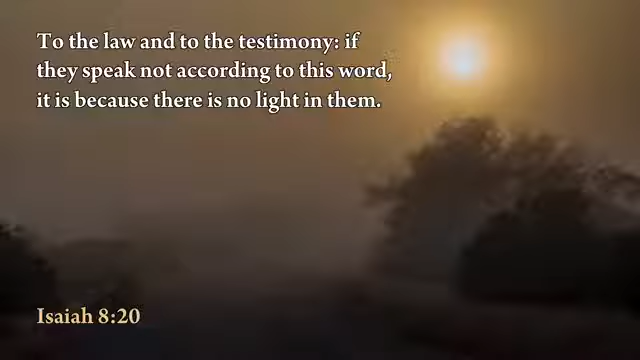 To the law and to the testimony: if
they speak not according to this word,
it is because there is no light in them.
Isaiah 8:20